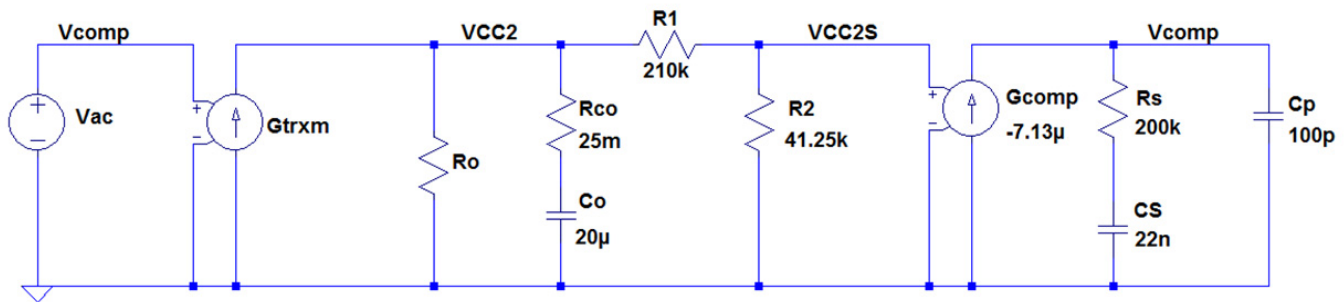 Vcomp
VCC2
R1
VCC2S
Vcomp
210k
+
Vac
−
+
−
Gtrxm
Ro
Rco
25m
Co
20µ
R2
41.25k
+
−
Gcomp
-7.13µ
Rs
200k
CS
22n
Cp
100p